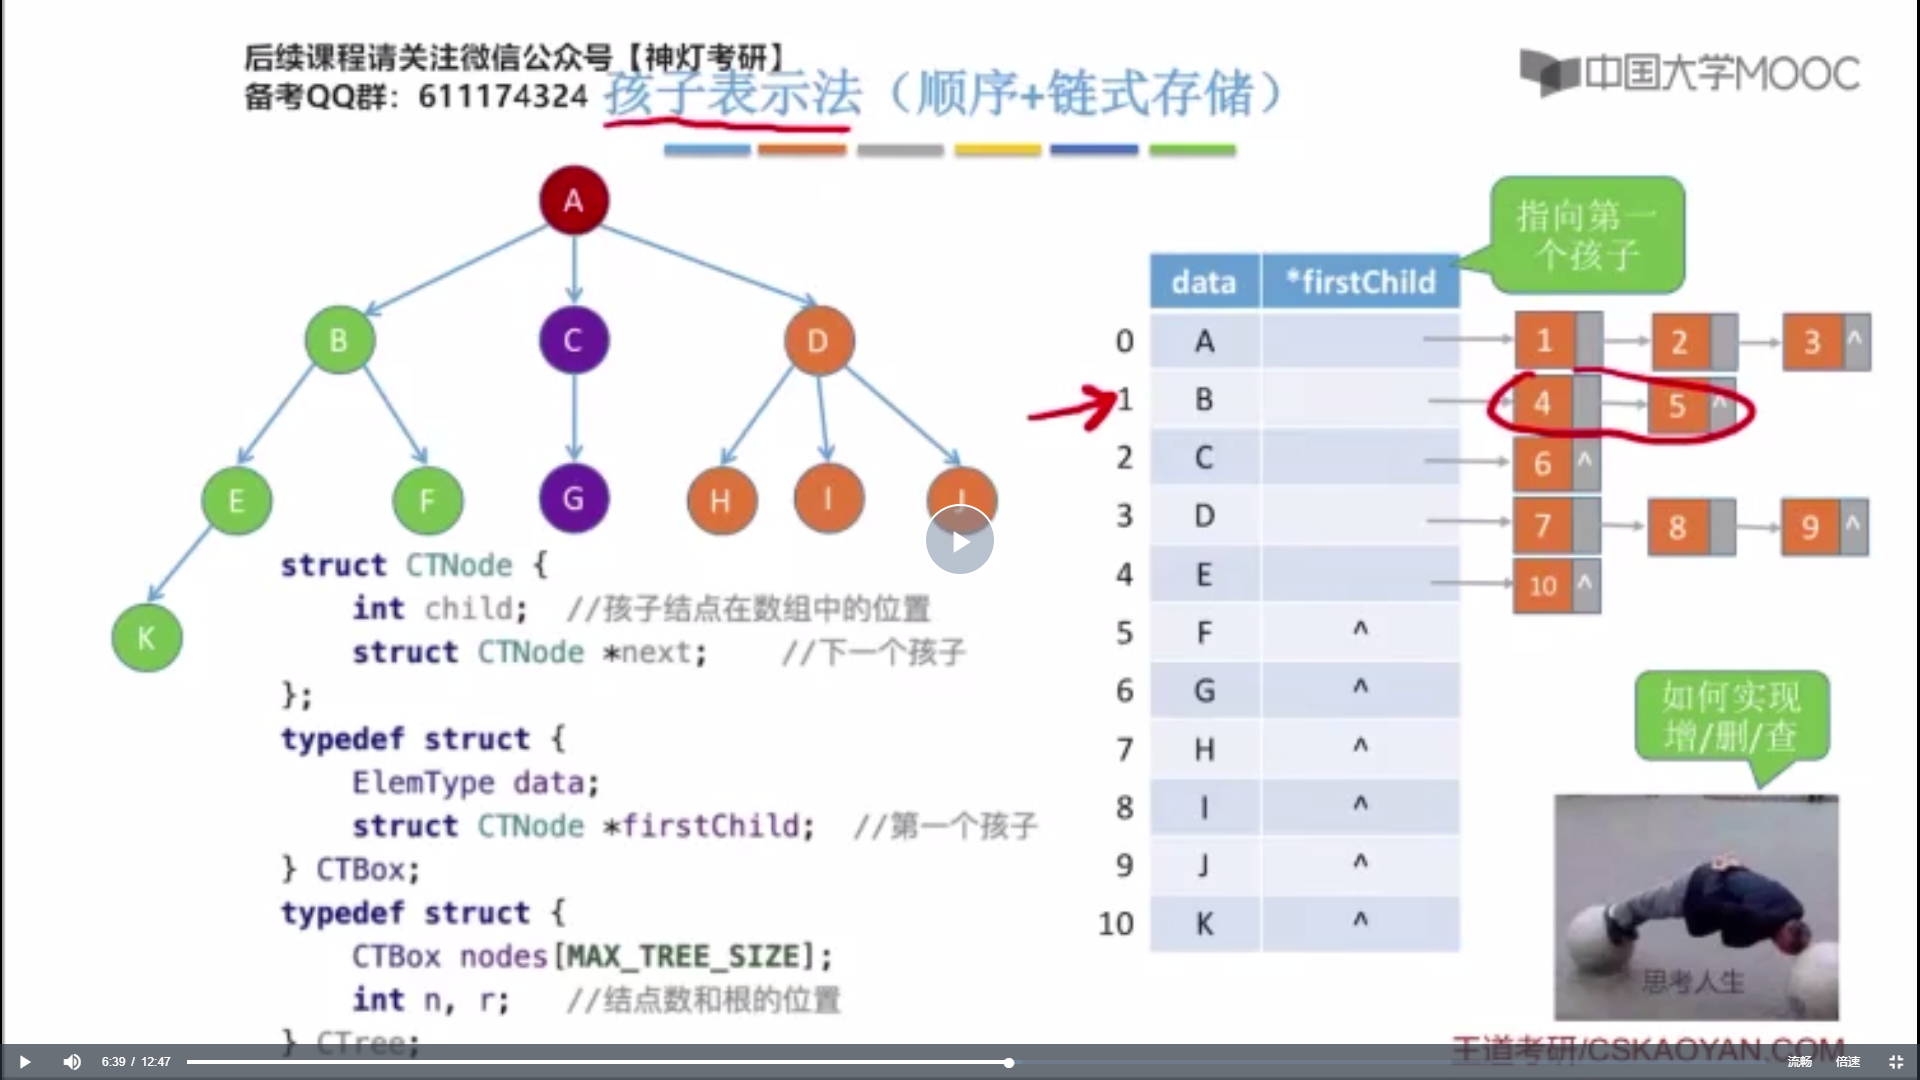 后续课程请关注微信公众号【神灯考研】
备考QQ群：611174324
孩子表示法（顺序+链式存储）
中国大学MOOC
A
B
C
D
E
F
G
H
I
J
K
struct CTNode {
int child; //孩子结点在数组中的位置
struct CTNode *next; //下一个孩子
};
typedef struct {
ElemType data;
struct CTNode *firstChild; //第一个孩子
} CTBox;
typedef struct {
CTBox nodes[MAX_TREE_SIZE];
int n, r; //结点数和根的位置
} CTree;
指向第一
个孩子
data *firstChild
0 A 1 2 3 ^
1 B 4 5 ^
2 C 6 ^
3 D 7 8 9 ^
4 E 10 ^
5 F ^
6 G ^
7 H ^
8 I ^
9 J ^
10 K ^
如何实现
增/删/查
思考人生
王道考研/CSKAOYAN.COM
6:39 / 12:47
流畅
倍速